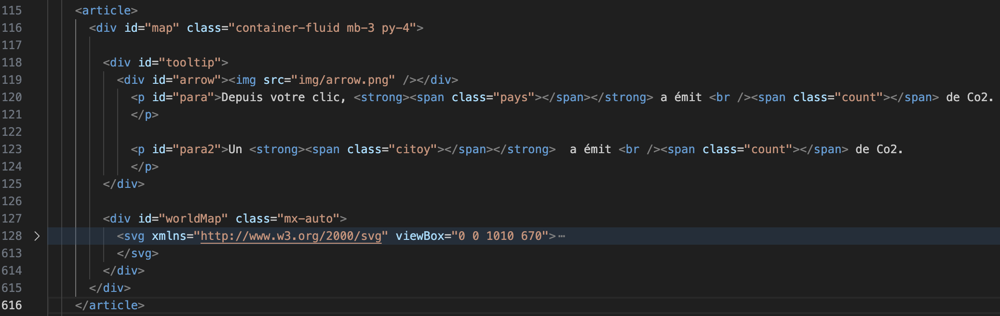 115 <article>
116 <div id="map" class="container-fluid mb-3 py-4">
117
118 <div id="tooltip">
119 <div id="arrow"><img src="img/arrow.png" /></div>
120 <p id="para">Depuis votre clic, <strong><span class="pays"></span></strong> a émit <br /><span class="count"></span> de Co2.
121 </p>
122
123 <p id="para2">Un <strong><span class="citoy"></span></strong>  a émit <br /><span class="count"></span> de Co2.
124 </p>
125 </div>
126
127 <div id="worldMap" class="mx-auto">
128 <svg xmlns="http://www.w3.org/2000/svg" viewBox="0 0 1010 670">⋯
613 </svg>
614 </div>
615 </div>
616 </article>